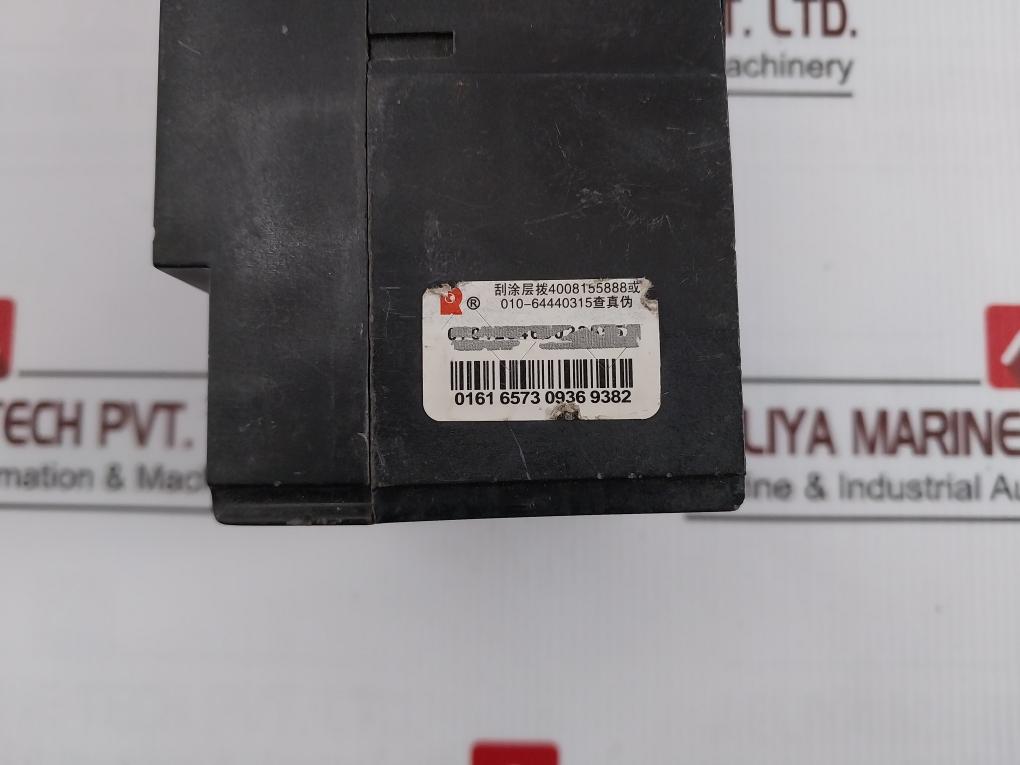 T. LTD.
achinery
刮涂层拨4008155888或
®
010-64440315查真伪
0161 6573 0936 9382
TECH PVT.
mation & Mac
LIYA MARINE
ine & Industrial Au